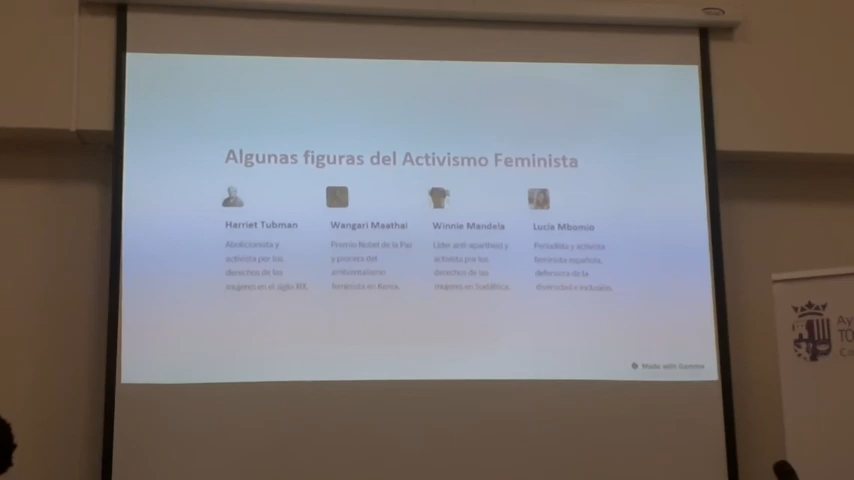 Algunas figuras del Activismo Feminista
Harriet Tubman
Abolicionista y
activista por los
derechos de las
mujeres en el siglo XIX.
Wangari Maathai
Premio Nobel de la Paz
y pionera del
ambientalismo
feminista en Kenia.
Winnie Mandela
Líder anti-apartheid y
activista por los
derechos de las
mujeres en Sudáfrica.
Lucía Mbomío
Periodista y activista
feminista española,
defensora de la
diversidad e inclusión.
Made with Gamma
Ay
TO
Co